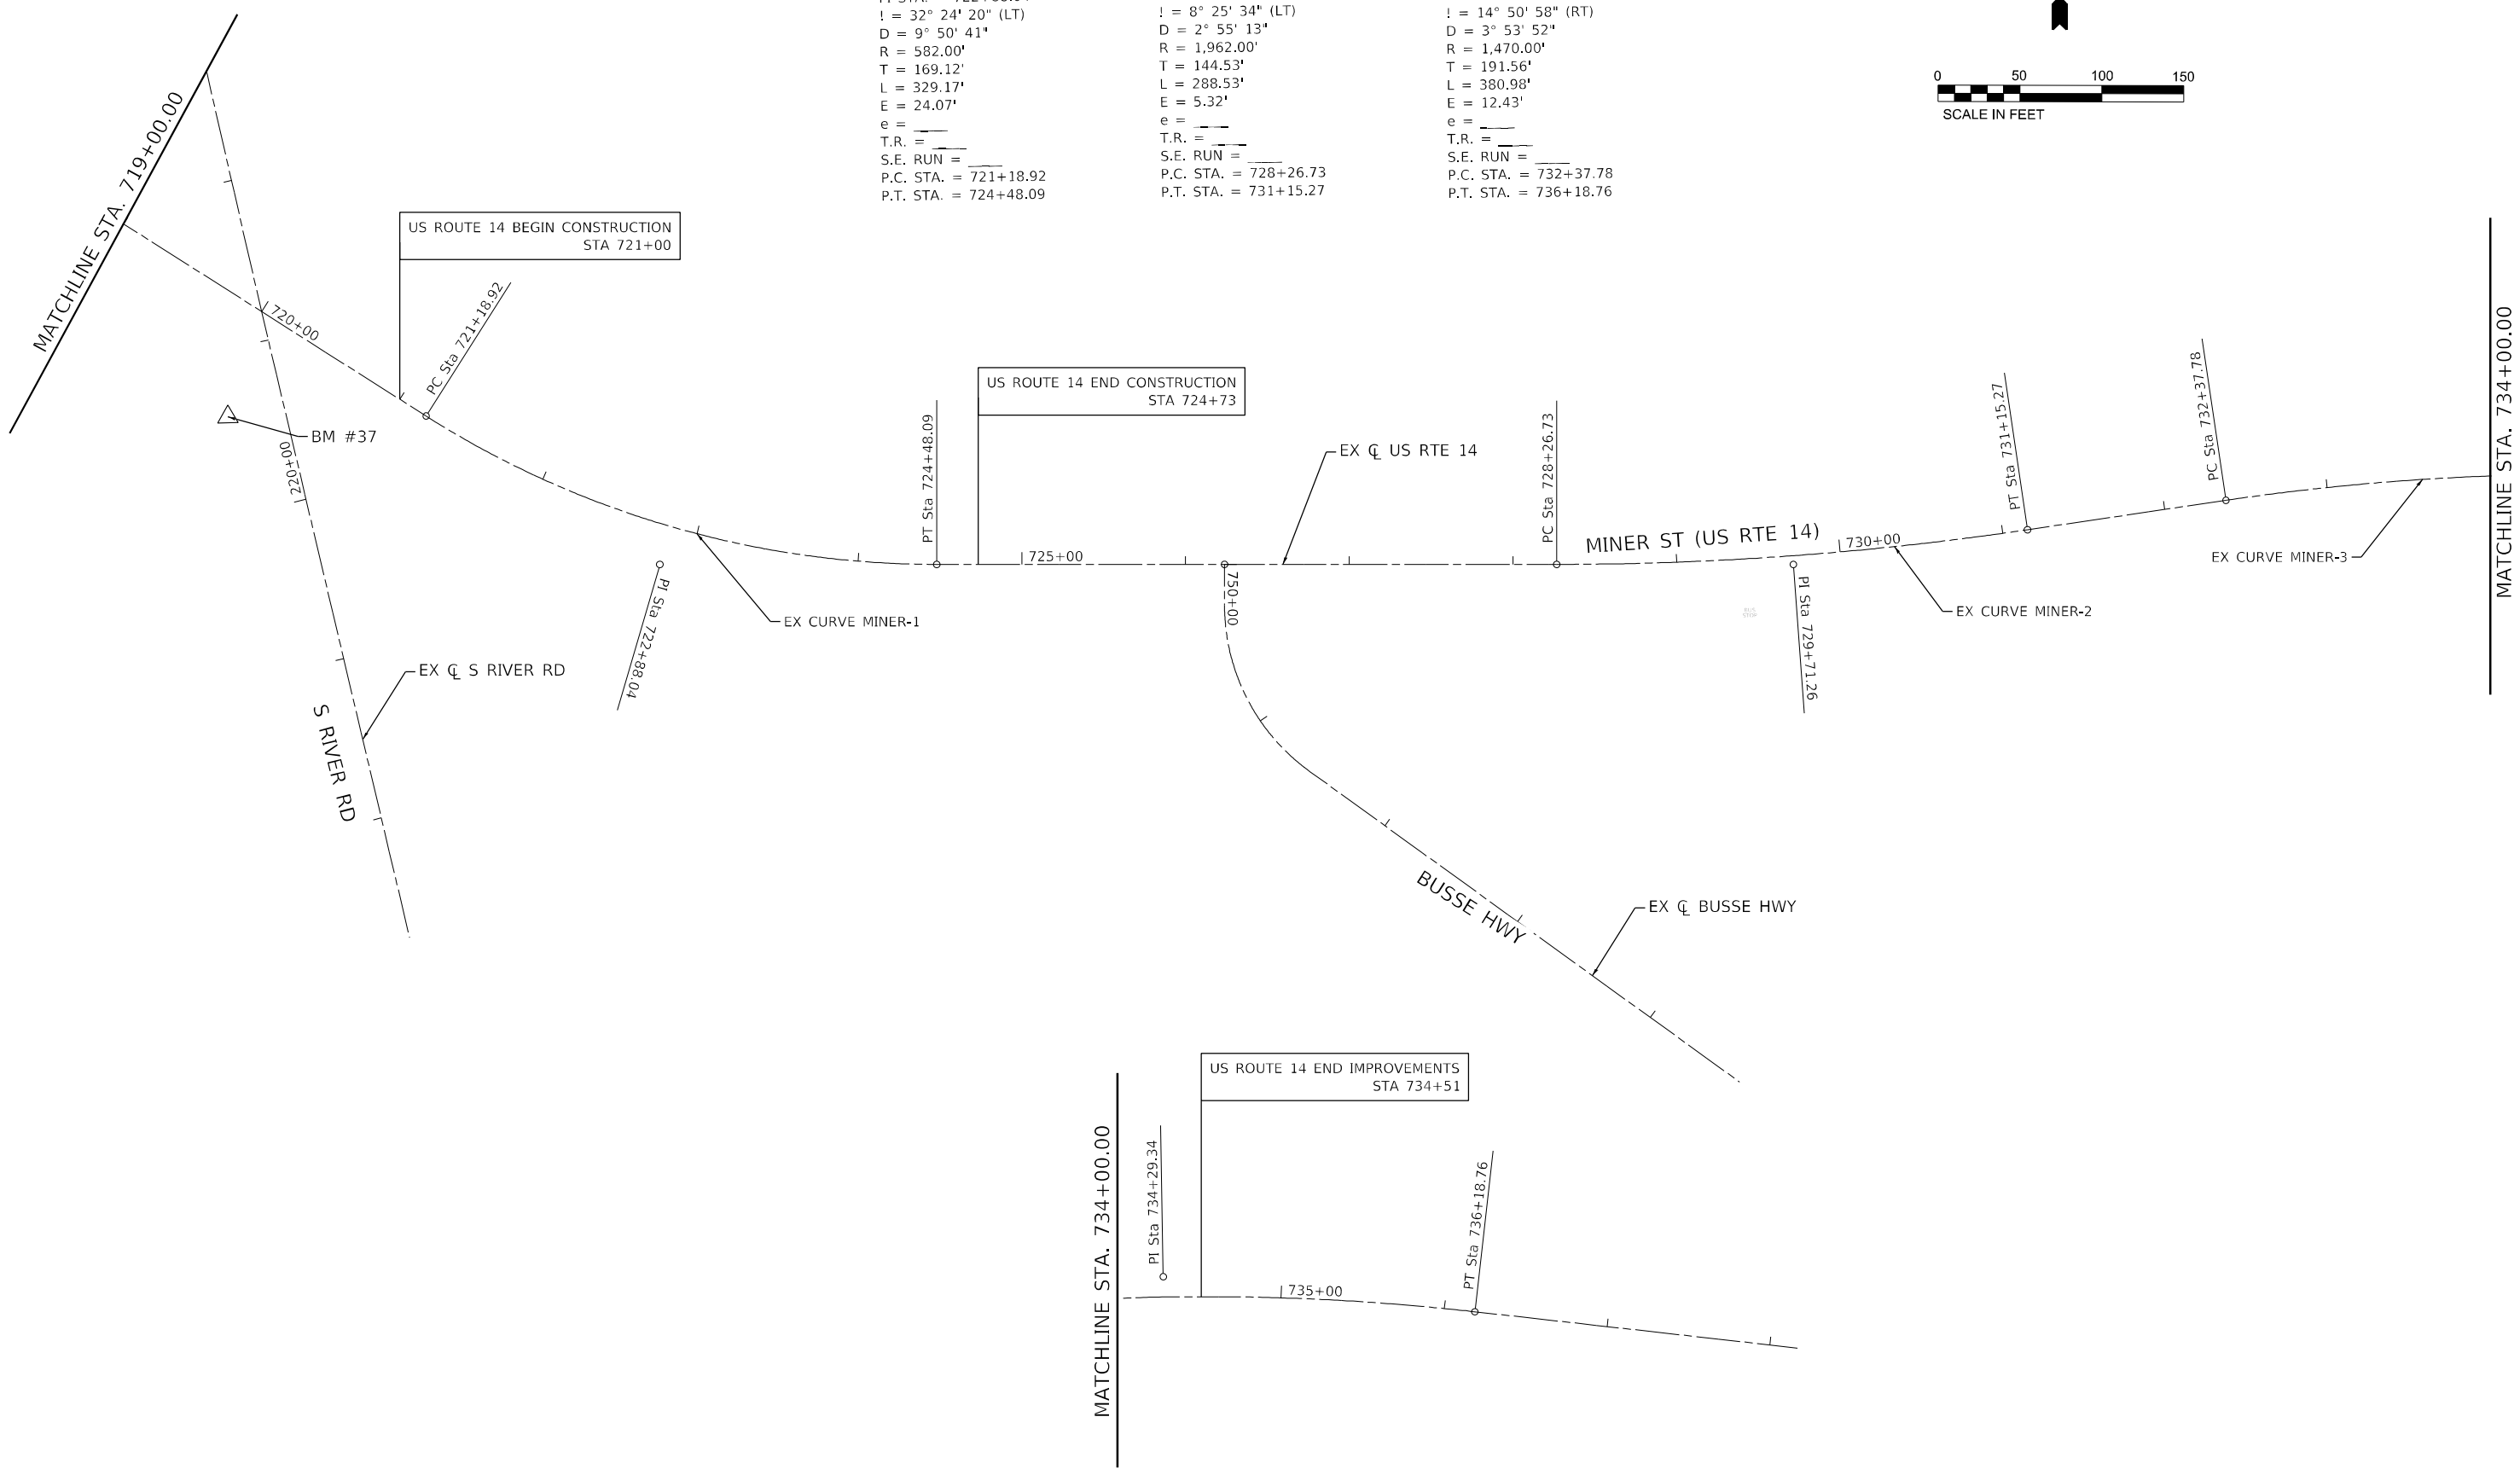 ! = 32° 24' 20" (LT)
D = 9° 50' 41"
R = 582.00'
T = 169.12'
L = 329.17'
E = 24.07'
e = ____
T.R. = ____
S.E. RUN = ____
P.C. STA. = 721+18.92
P.T. STA. = 724+48.09
! = 8° 25' 34" (LT)
D = 2° 55' 13"
R = 1,962.00'
T = 144.53'
L = 288.53'
E = 5.32'
e = ____
T.R. = ____
S.E. RUN = ____
P.C. STA. = 728+26.73
P.T. STA. = 731+15.27
! = 14° 50' 58" (RT)
D = 3° 53' 52"
R = 1,470.00'
T = 191.56'
L = 380.98'
E = 12.43'
e = ____
T.R. = ____
S.E. RUN = ____
P.C. STA. = 732+37.78
P.T. STA. = 736+18.76
0 50 100 150
SCALE IN FEET
MATCHLINE STA. 719+00.00
US ROUTE 14 BEGIN CONSTRUCTION
STA 721+00
720+00
PC Sta 721+18.92
BM #37
220+00
US ROUTE 14 END CONSTRUCTION
STA 724+73
PT Sta 724+48.09
EX ℄ US RTE 14
PC Sta 728+26.73
PT Sta 731+15.27
PC Sta 732+37.78
MATCHLINE STA. 734+00.00
725+00
MINER ST (US RTE 14)
730+00
EX CURVE MINER-3
750+00
PI Sta 722+88.04
EX CURVE MINER-1
PI Sta 729+71.26
EX CURVE MINER-2
EX ℄ S RIVER RD
S RIVER RD
BUSSE HWY
EX ℄ BUSSE HWY
US ROUTE 14 END IMPROVEMENTS
STA 734+51
MATCHLINE STA. 734+00.00
PI Sta 734+29.34
PT Sta 736+18.76
735+00